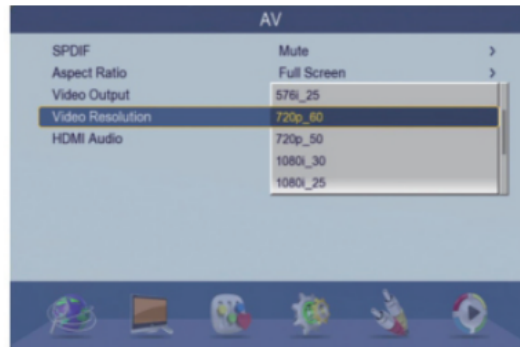 AV
SPDIF Mute >
Aspect Ratio Full Screen >
Video Output 576i_25
Video Resolution 720p_60
HDMI Audio 720p_50
1080i_30
1080i_25